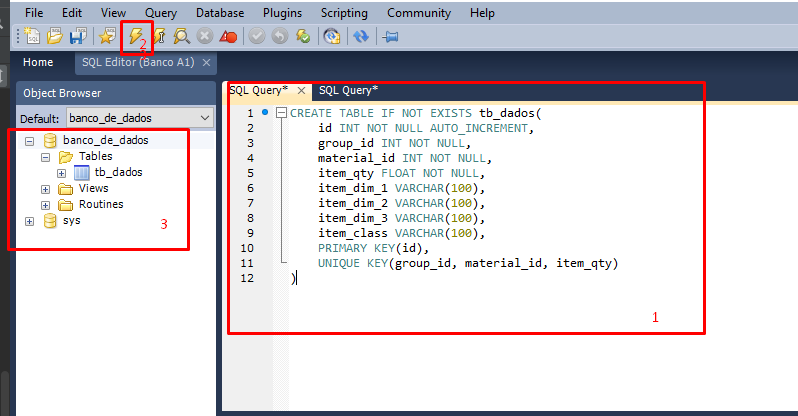 File Edit View Query Database Plugins Scripting Community Help
SQL
2
Home SQL Editor (Banco A1) ×
Object Browser
Default: banco_de_dados
banco_de_dados
Tables
tb_dados
Views
Routines
sys
3
SQL Query* × SQL Query*
1 CREATE TABLE IF NOT EXISTS tb_dados(
2 id INT NOT NULL AUTO_INCREMENT,
3 group_id INT NOT NULL,
4 material_id INT NOT NULL,
5 item_qty FLOAT NOT NULL,
6 item_dim_1 VARCHAR(100),
7 item_dim_2 VARCHAR(100),
8 item_dim_3 VARCHAR(100),
9 item_class VARCHAR(100),
10 PRIMARY KEY(id),
11 UNIQUE KEY(group_id, material_id, item_qty)
12 )
1